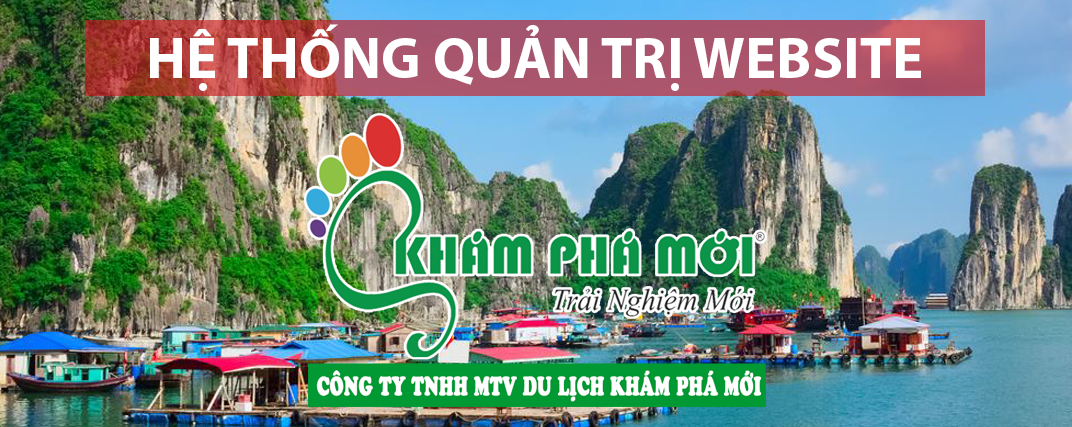 HỆ THỐNG QUẢN TRỊ WEBSITE
KHÁM PHÁ MỚI®
Trải Nghiệm Mới
CÔNG TY TNHH MTV DU LỊCH KHÁM PHÁ MỚI